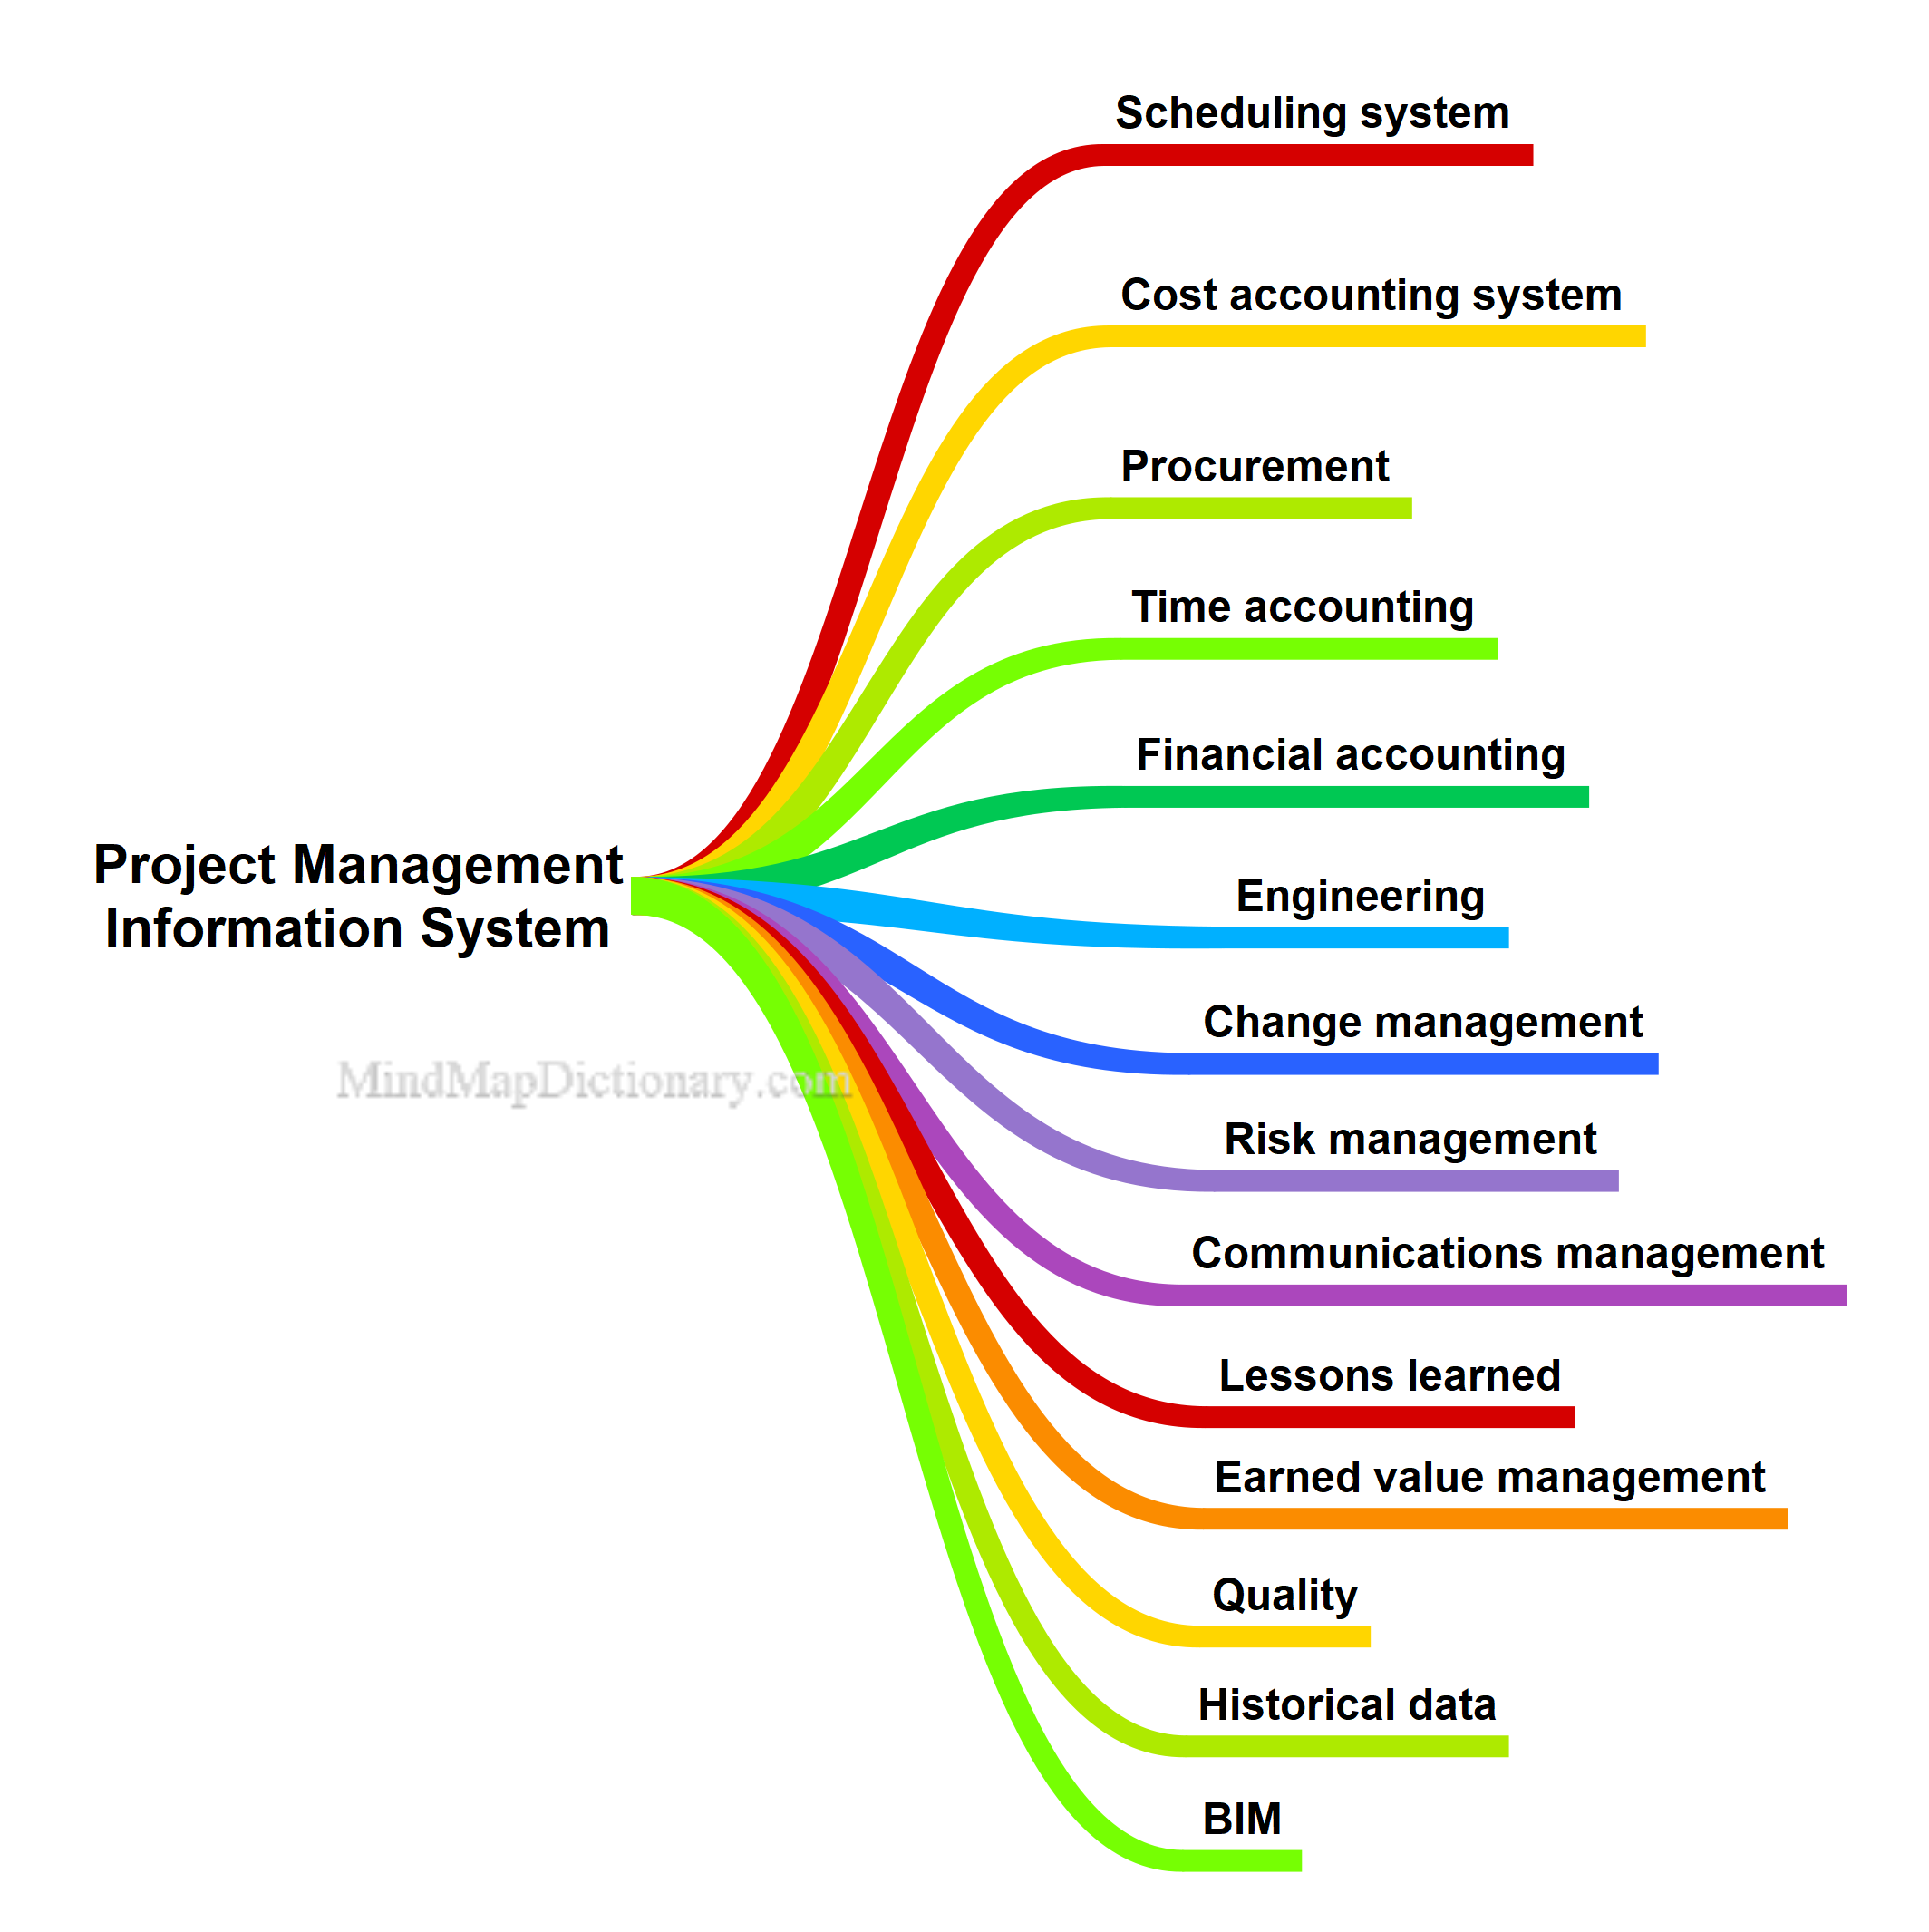 Scheduling system
Cost accounting system
Procurement
Time accounting
Financial accounting
Project Management
Information System
Engineering
Change management
MindMapDictionary.com
Risk management
Communications management
Lessons learned
Earned value management
Quality
Historical data
BIM